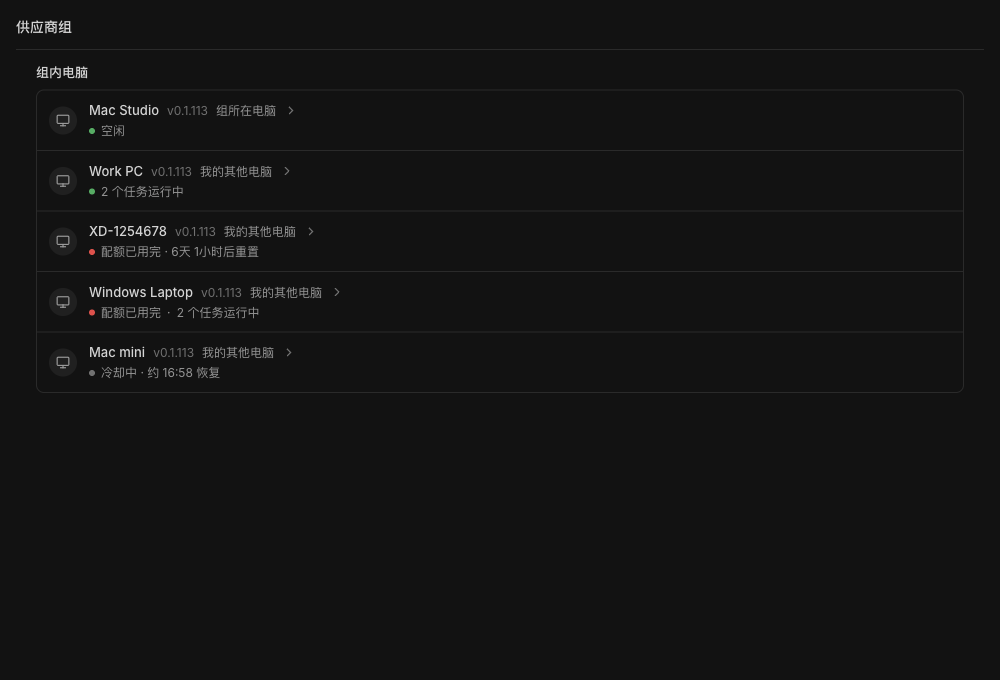 供应商组
组内电脑
Mac Studio v0.1.113 组所在电脑
空闲
Work PC v0.1.113 我的其他电脑
2 个任务运行中
XD-1254678 v0.1.113 我的其他电脑
配额已用完 · 6天 1小时后重置
Windows Laptop v0.1.113 我的其他电脑
配额已用完 · 2 个任务运行中
Mac mini v0.1.113 我的其他电脑
冷却中 · 约 16:58 恢复